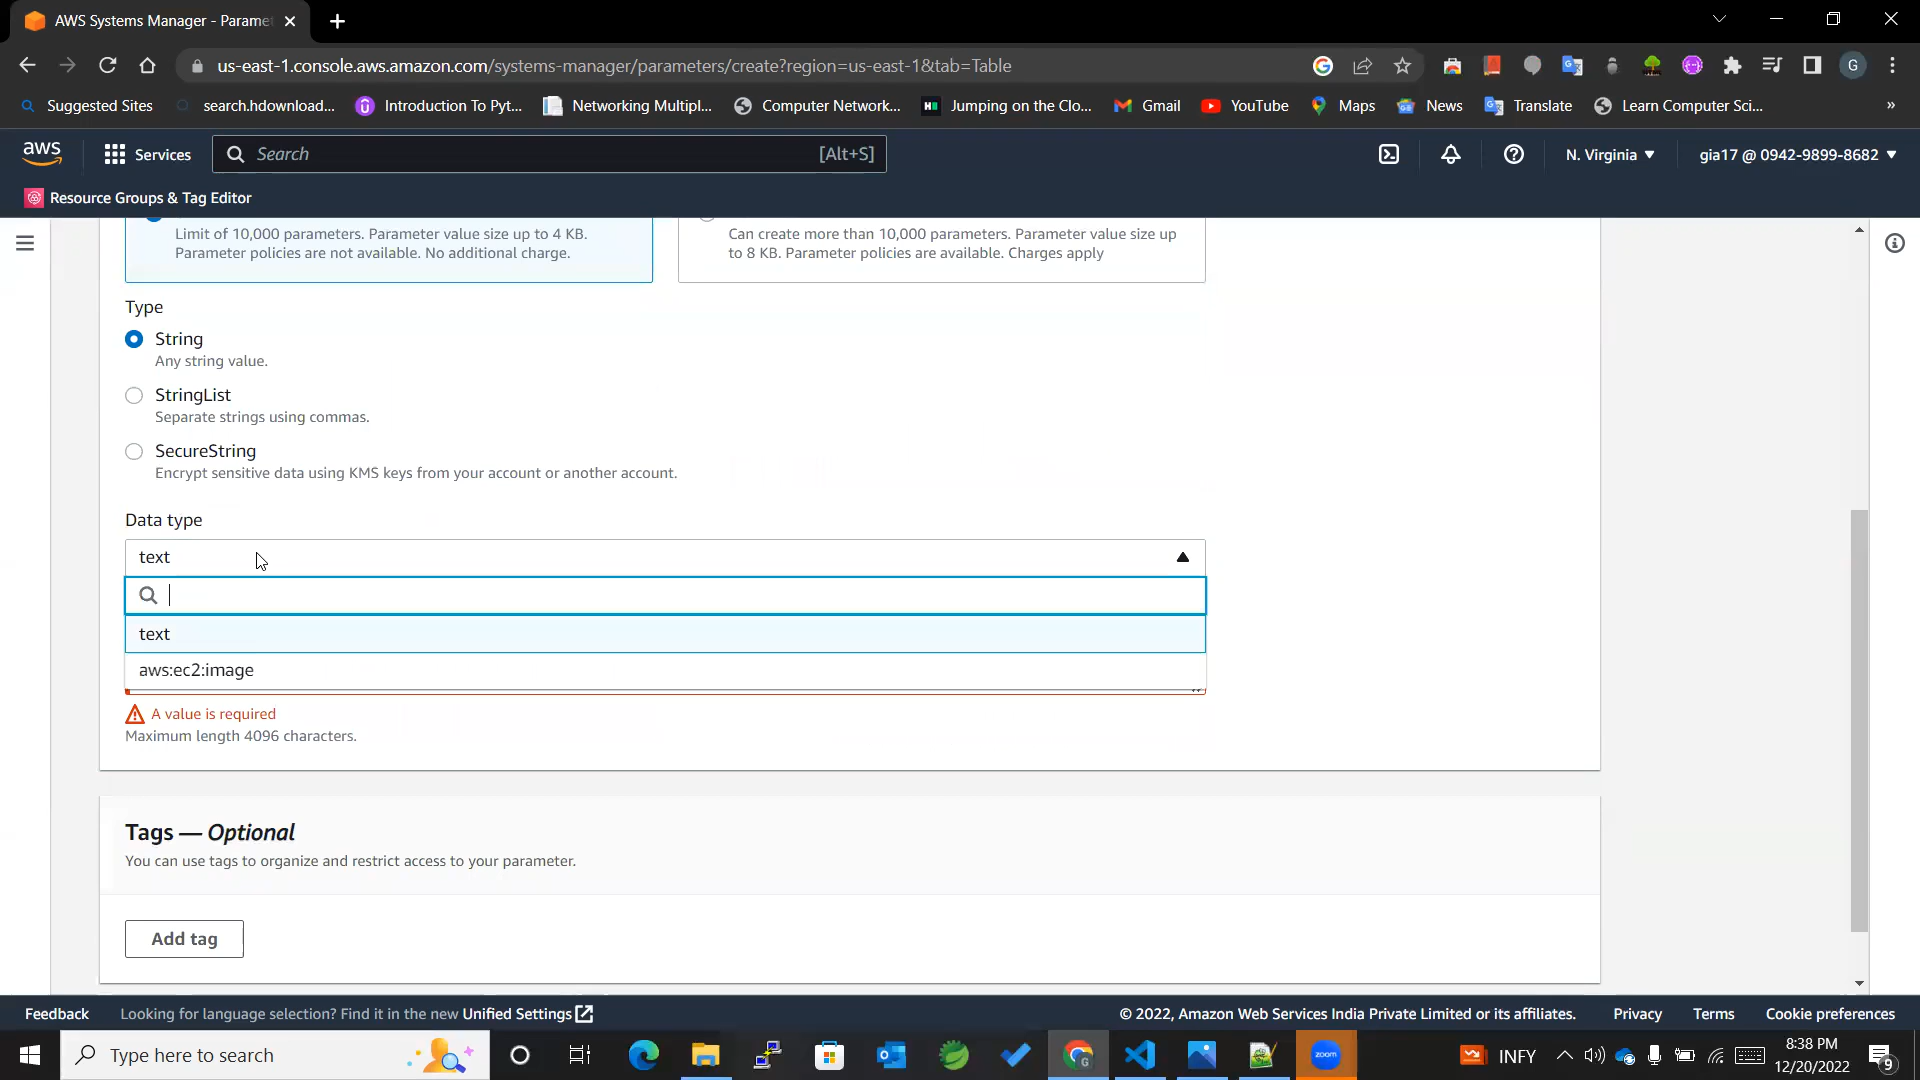 AWS Systems Manager - Parame
us-east-1.console.aws.amazon.com/systems-manager/parameters/create?region=us-east-1&tab=Table
G
Suggested Sites
search.hdownload...
Introduction To Pyt...
Networking Multipl...
Computer Network...
Jumping on the Clo...
Gmail
YouTube
Maps
News
Translate
Learn Computer Sci...
»
aws
Services
Search
[Alt+S]
N. Virginia
gia17 @ 0942-9899-8682
Resource Groups & Tag Editor
Limit of 10,000 parameters. Parameter value size up to 4 KB.
Parameter policies are not available. No additional charge.
Can create more than 10,000 parameters. Parameter value size up
to 8 KB. Parameter policies are available. Charges apply
Type
String
Any string value.
StringList
Separate strings using commas.
SecureString
Encrypt sensitive data using KMS keys from your account or another account.
Data type
text
text
aws:ec2:image
A value is required
Maximum length 4096 characters.
Tags — Optional
You can use tags to organize and restrict access to your parameter.
Add tag
Feedback
Looking for language selection? Find it in the new Unified Settings
© 2022, Amazon Web Services India Private Limited or its affiliates.
Privacy
Terms
Cookie preferences
Type here to search
zoom
INFY
8:38 PM
12/20/2022
9